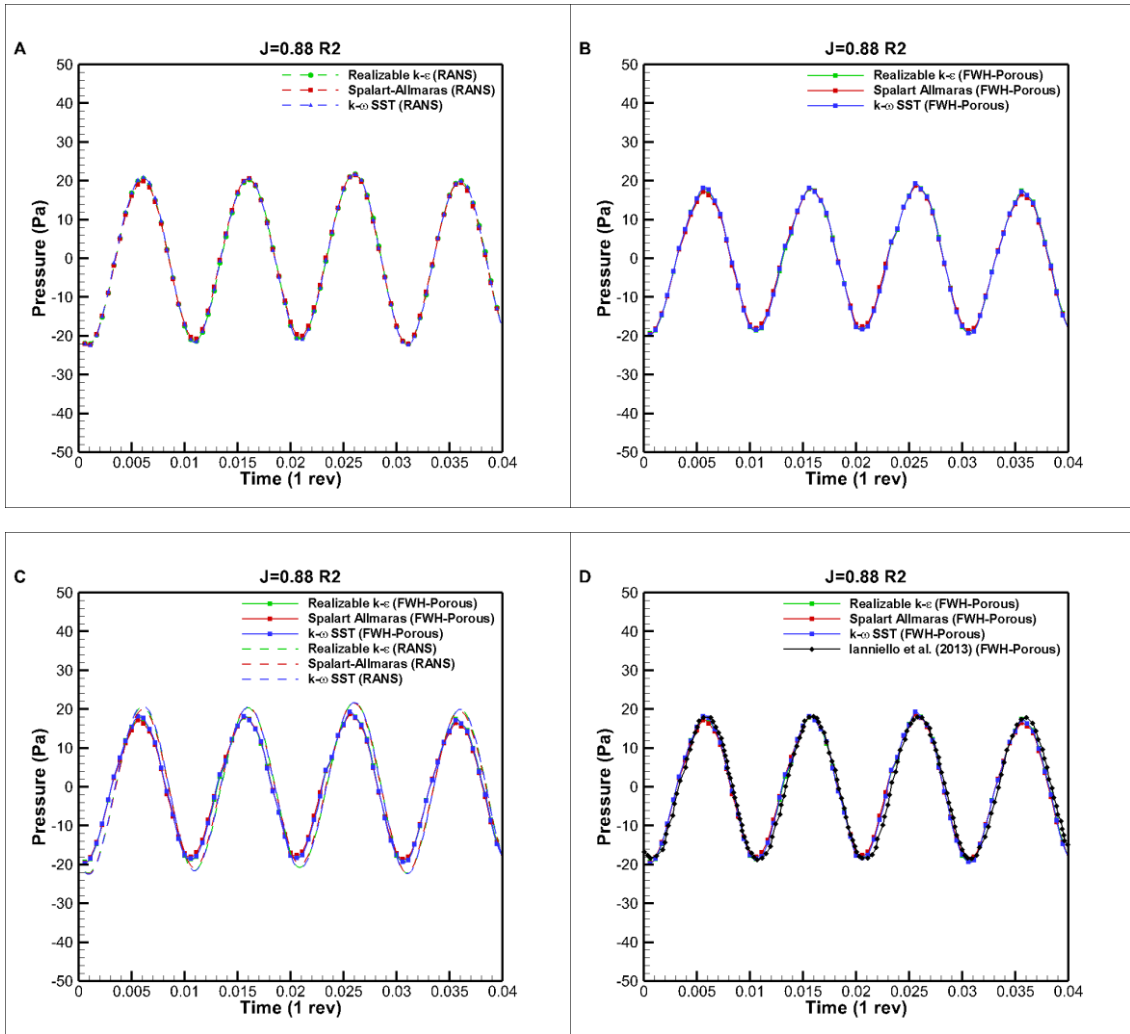 A
J=0.88 R2
Realizable k-ε (RANS)
Spalart-Allmaras (RANS)
k-ω SST (RANS)
Pressure (Pa)
50
40
30
20
10
0
-10
-20
-30
-40
-50
0 0.005 0.01 0.015 0.02 0.025 0.03 0.035 0.04
Time (1 rev)
B
J=0.88 R2
Realizable k-ε (FWH-Porous)
Spalart Allmaras (FWH-Porous)
k-ω SST (FWH-Porous)
Pressure (Pa)
50
40
30
20
10
0
-10
-20
-30
-40
-50
0 0.005 0.01 0.015 0.02 0.025 0.03 0.035 0.04
Time (1 rev)
C
J=0.88 R2
Realizable k-ε (FWH-Porous)
Spalart Allmaras (FWH-Porous)
k-ω SST (FWH-Porous)
Realizable k-ε (RANS)
Spalart-Allmaras (RANS)
k-ω SST (RANS)
Pressure (Pa)
50
40
30
20
10
0
-10
-20
-30
-40
-50
0 0.005 0.01 0.015 0.02 0.025 0.03 0.035 0.04
Time (1 rev)
D
J=0.88 R2
Realizable k-ε (FWH-Porous)
Spalart Allmaras (FWH-Porous)
k-ω SST (FWH-Porous)
Ianniello et al. (2013) (FWH-Porous)
Pressure (Pa)
50
40
30
20
10
0
-10
-20
-30
-40
-50
0 0.005 0.01 0.015 0.02 0.025 0.03 0.035 0.04
Time (1 rev)